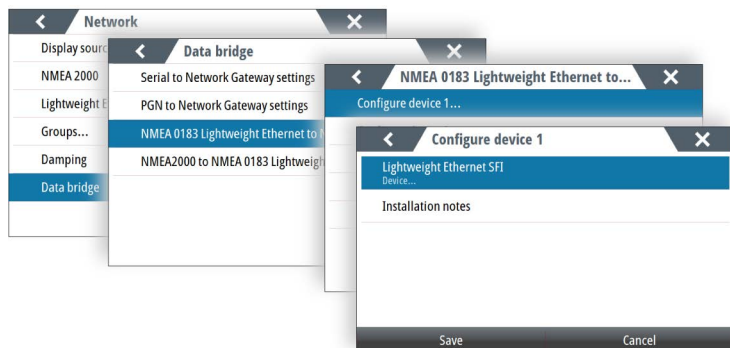 Network
Display sourc
NMEA 2000
Lightweight E
Groups...
Damping
Data bridge
Data bridge
Serial to Network Gateway settings
PGN to Network Gateway settings
NMEA 0183 Lightweight Ethernet to N
NMEA2000 to NMEA 0183 Lightweigh
NMEA 0183 Lightweight Ethernet to...
Configure device 1...
Configure device 1
Lightweight Ethernet SFI
Device...
Installation notes
Save Cancel